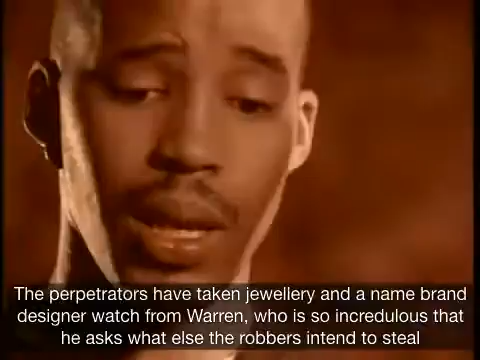 The perpetrators have taken jewellery and a name brand
designer watch from Warren, who is so incredulous that
he asks what else the robbers intend to steal